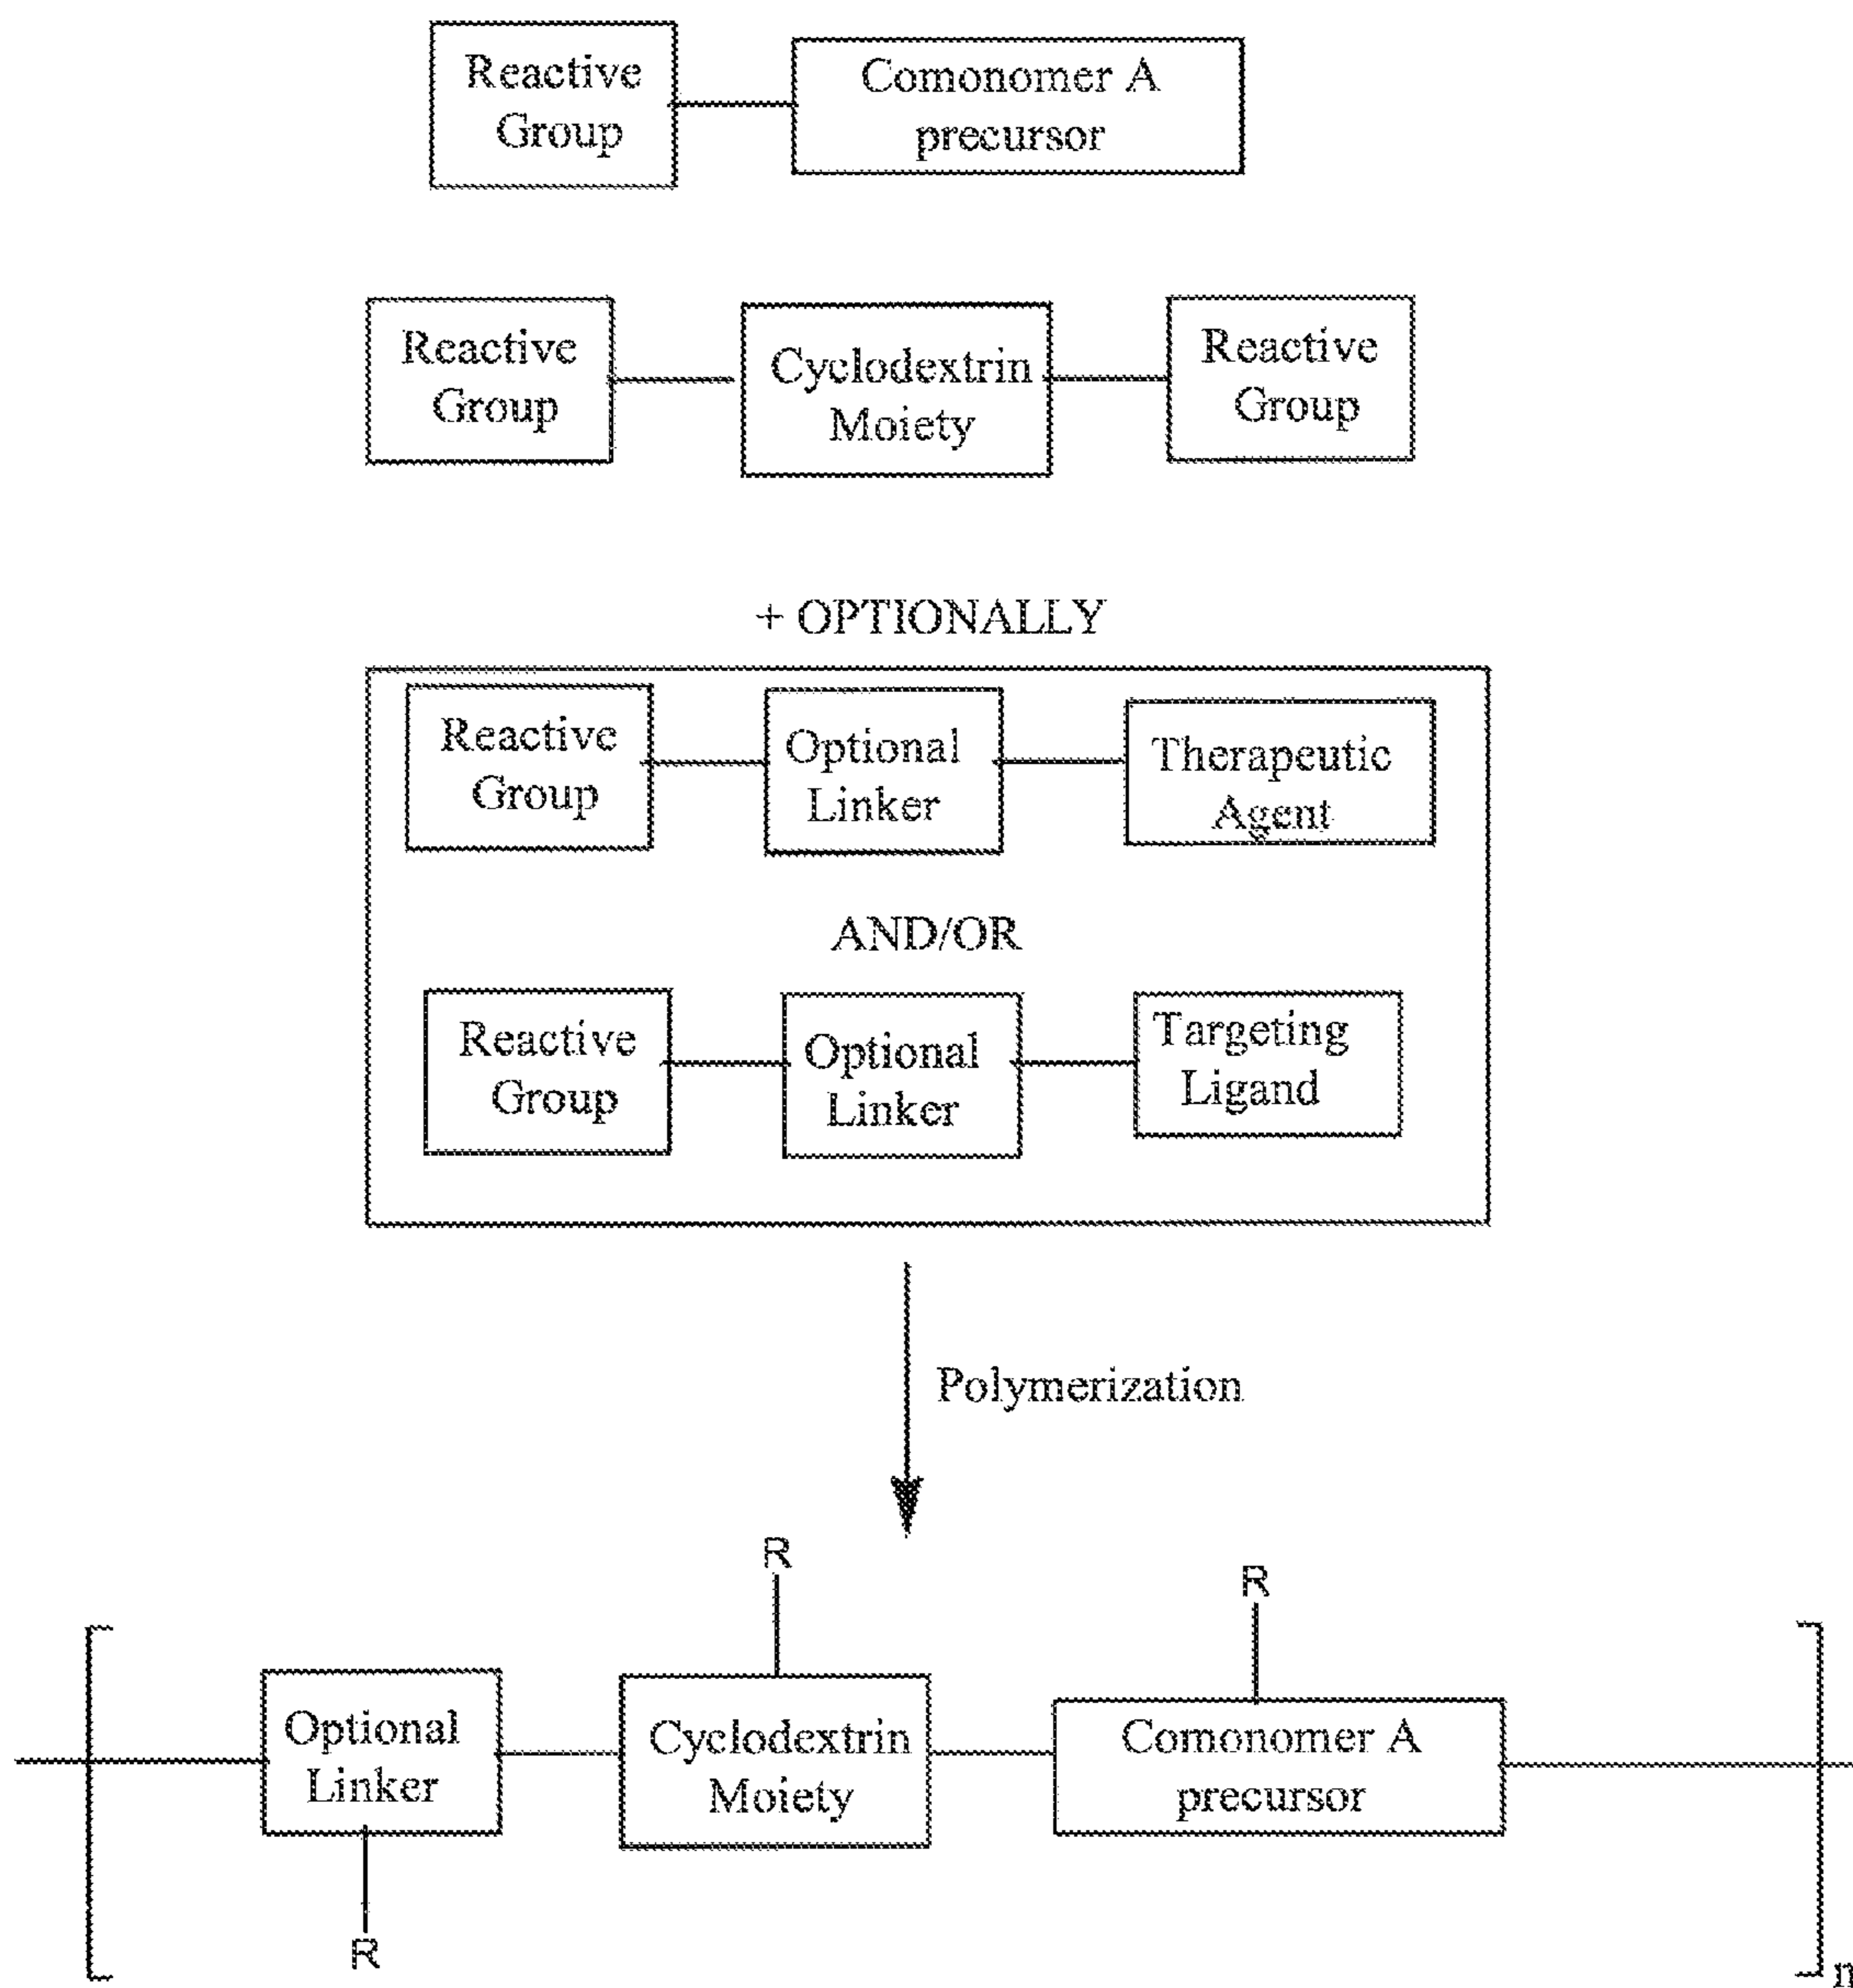 Reactive
Group
Comonomer A
precursor
Reactive
Group
Cyclodextrin
Moiety
Reactive
Group
+ OPTIONALLY
Reactive
Group
Optional
Linker
Therapeutic
Agent
AND/OR
Reactive
Group
Optional
Linker
Targeting
Ligand
Polymerization
R
R
Optional
Linker
Cyclodextrin
Moiety
Comonomer A
precursor
R